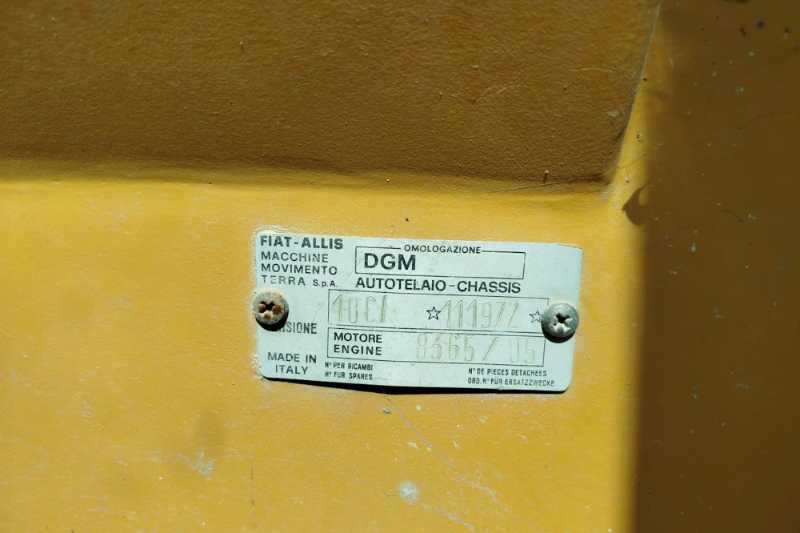 FIAT-ALLIS
MACCHINE
MOVIMENTO
TERRA S.p.A.
OMOLOGAZIONE
DGM
AUTOTELAIO-CHASSIS
☆ 111972 ☆
MOTORE
ENGINE
8365/05
MADE IN
ITALY
N° PER RICAMBI
N° FOR SPARES
N° DE PIECES DETACHEES
ORD. N° FÜR ERSATZZWECKE